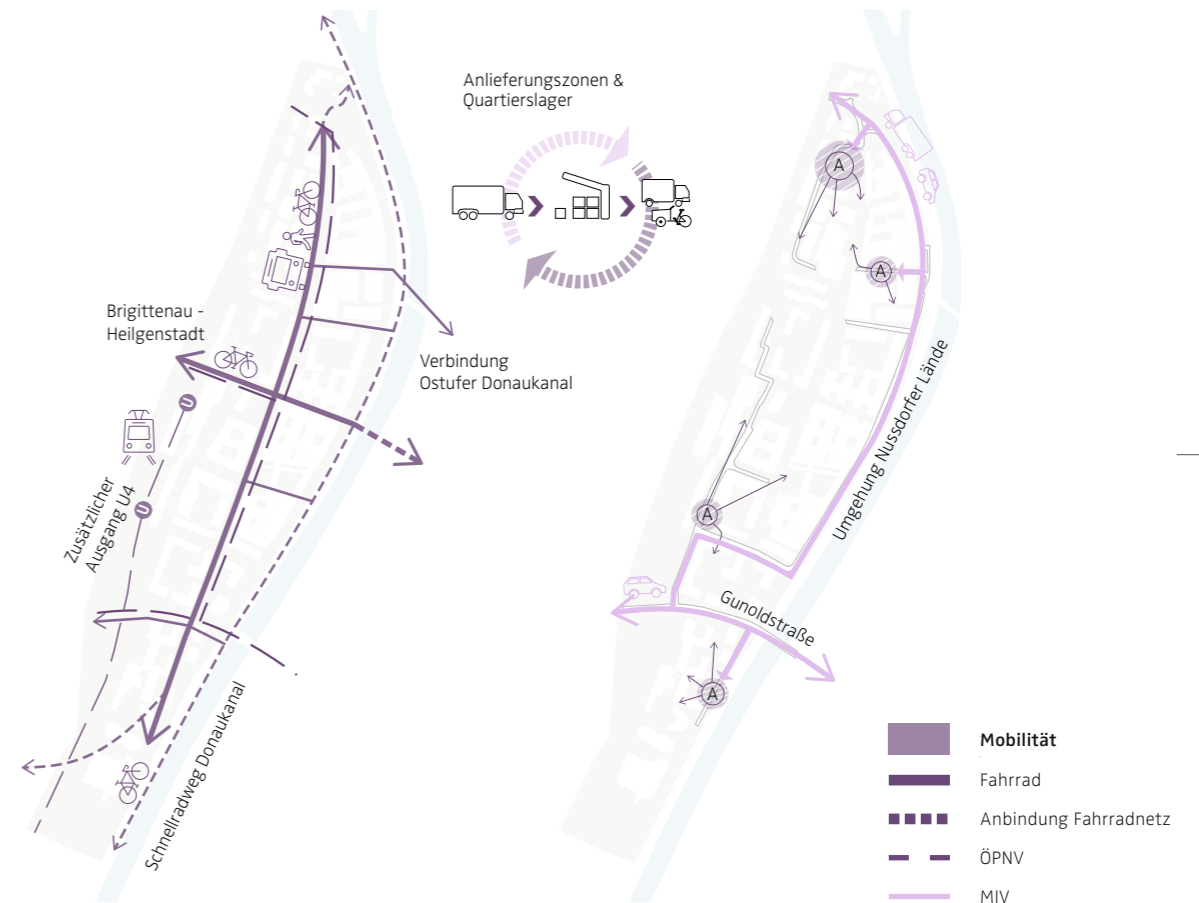 Anlieferungszonen &
Quartierslager
Brigittenau -
Heilgenstadt
Verbindung
Ostufer Donaukanal
U
U
Zusätzlicher
Ausgang U4
Schnellradweg Donaukanal
A
A
A
A
Umgehung Nussdorfer Lände
Gunoldstraße
Mobilität
Fahrrad
Anbindung Fahrradnetz
ÖPNV
MIV